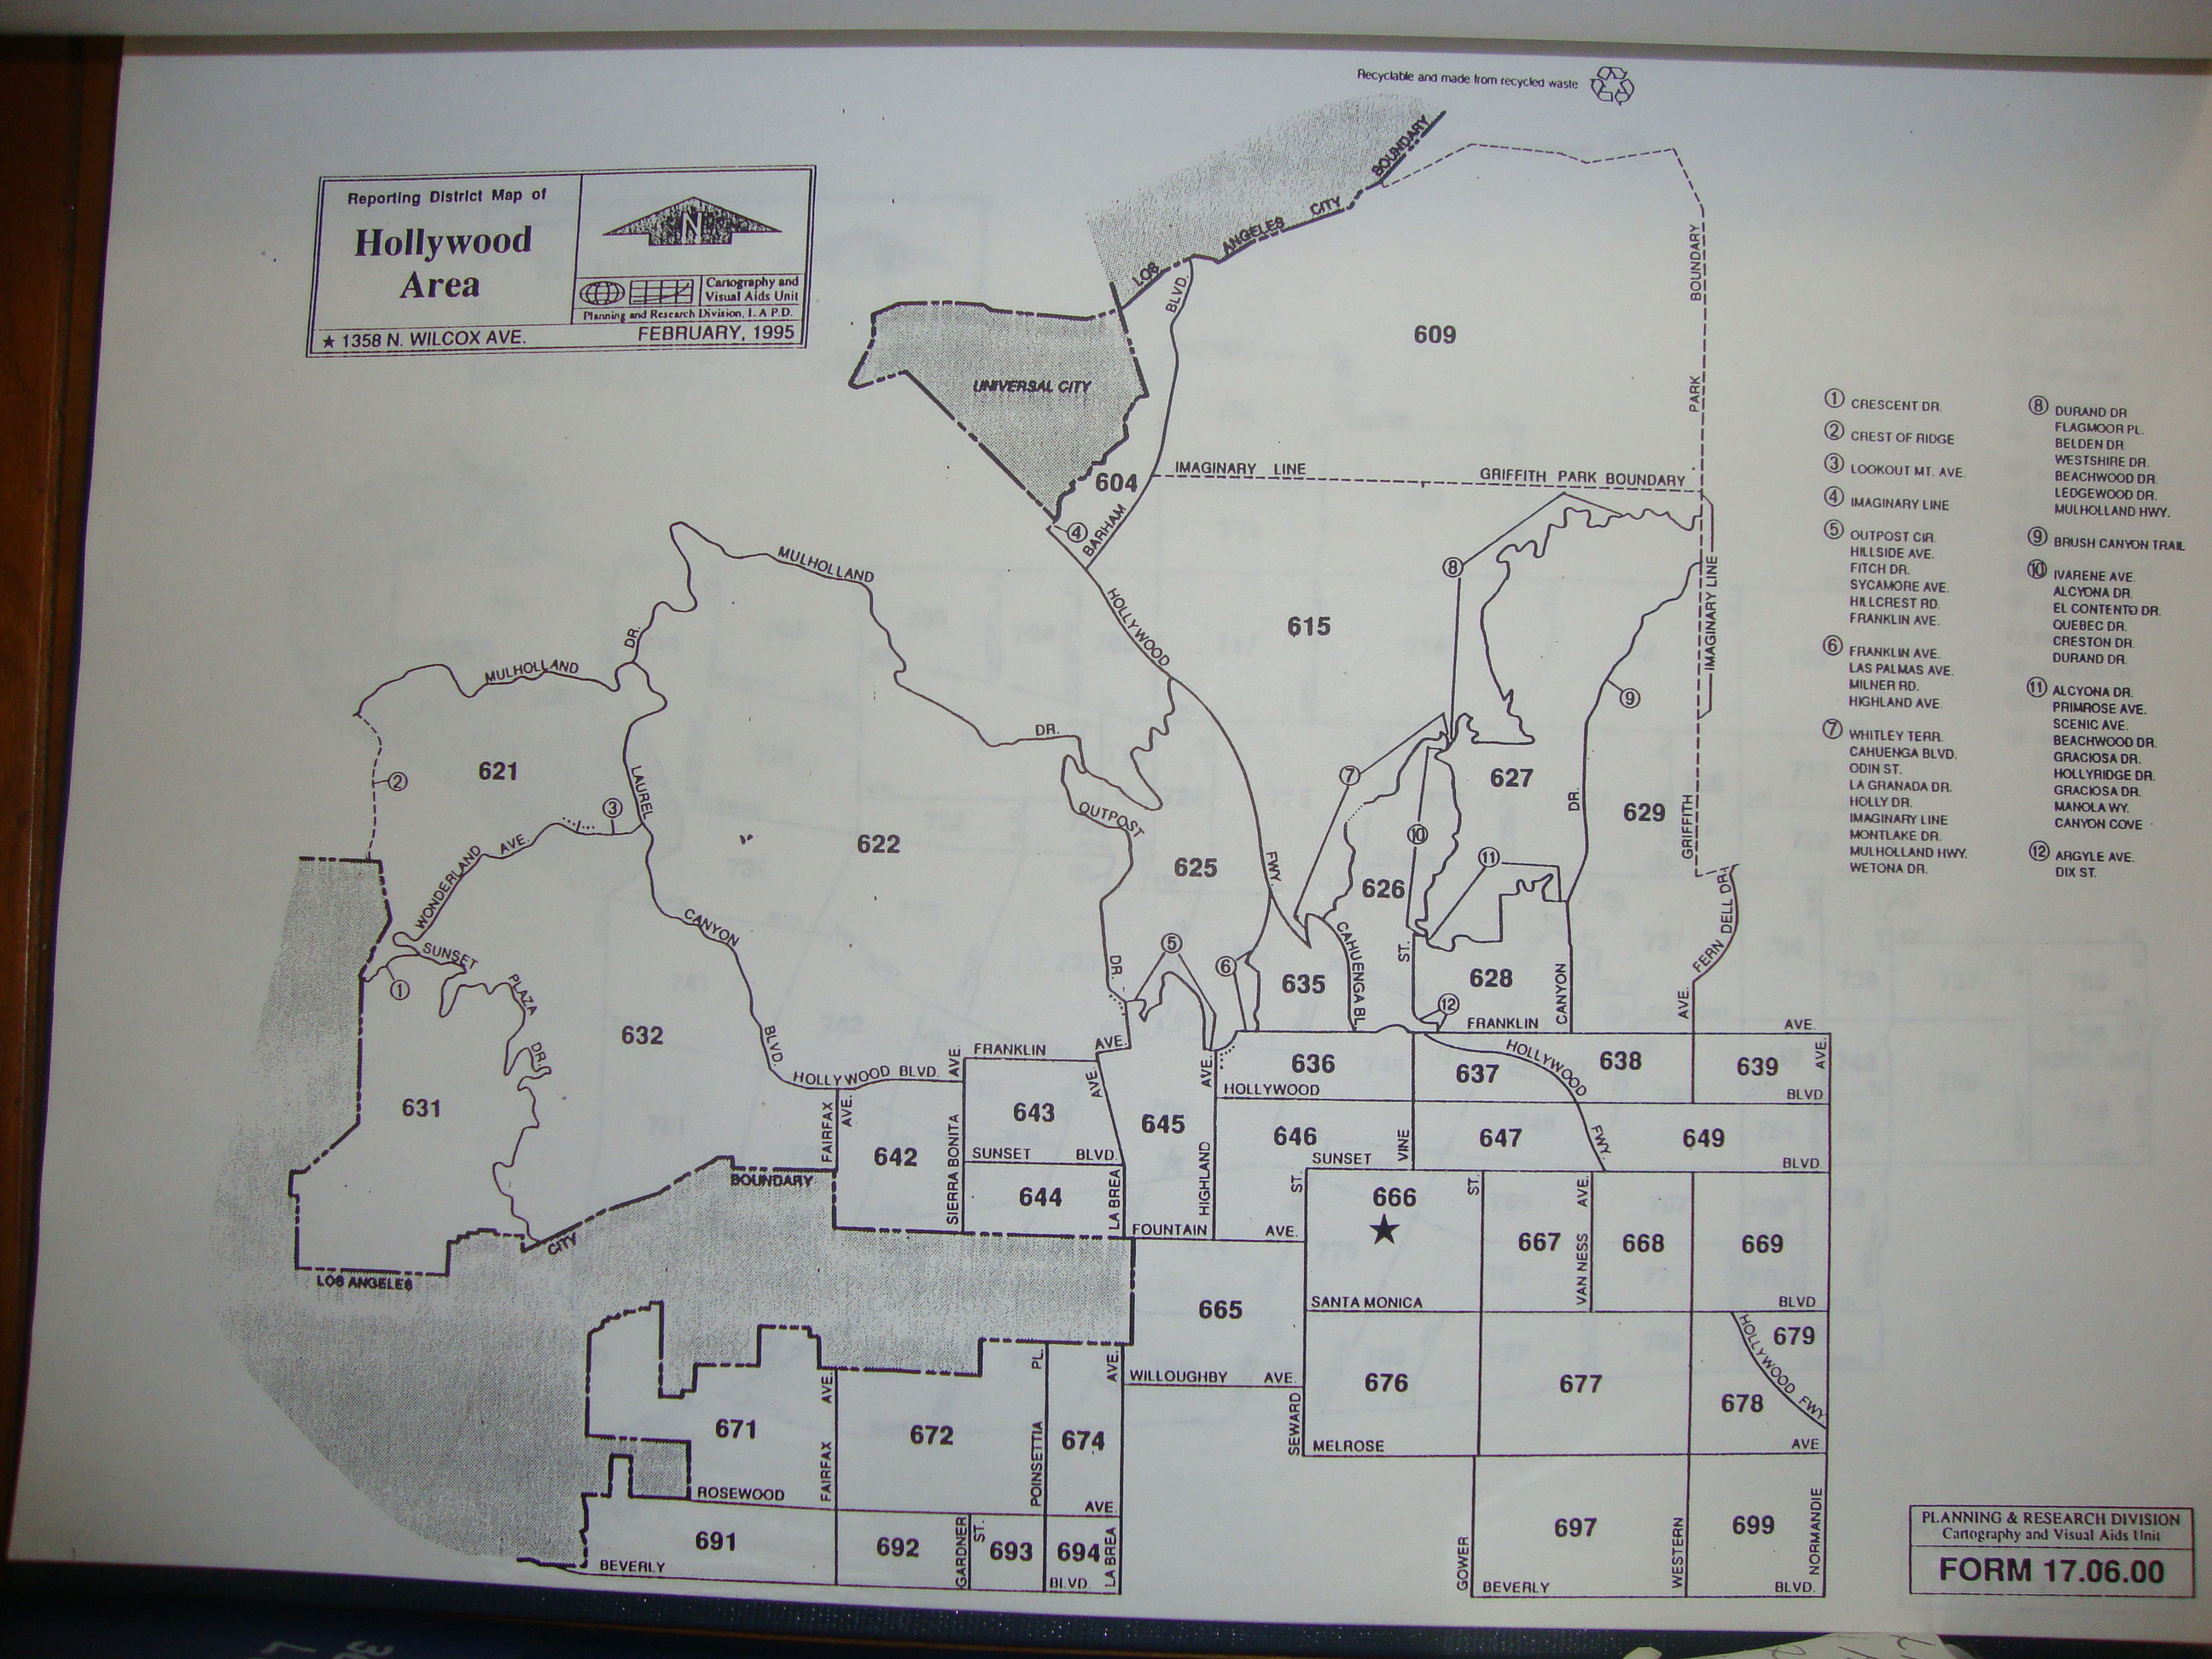 Recyclable and made from recycled waste
Reporting District Map of
Hollywood
Area
N
Cartography and
Visual Aids Unit
Planning and Research Division, L.A.P.D.
★ 1358 N. WILCOX AVE.
FEBRUARY, 1995
LOS ANGELES CITY BOUNDARY
BLVD.
UNIVERSAL CITY
609
PARK BOUNDARY
604
IMAGINARY LINE
GRIFFITH PARK BOUNDARY
4
BARHAM
MULHOLLAND
8
HOLLYWOOD
615
IMAGINARY LINE
DR.
MULHOLLAND
9
DR.
621
2
LAUREL
7
627
3
OUTPOST
10
DR.
629
GRIFFITH
622
AVE.
WONDERLAND
625
FWY.
626
11
FERN DELL DR.
CANYON
SUNSET
1
PLAZA
5
6
DR.
CAHUENGA BL.
ST.
635
628
12
CANYON
AVE.
632
DR.
BLVD.
FRANKLIN
AVE.
FRANKLIN
AVE.
AVE.
HOLLYWOOD BLVD.
AVE.
AVE.
636
637
HOLLYWOOD
638
639
AVE.
HOLLYWOOD
BLVD
631
FAIRFAX
AVE.
643
645
646
VINE
647
FWY.
649
642
SIERRA BONITA
SUNSET
BLVD.
HIGHLAND
SUNSET
BLVD
BOUNDARY
644
LA BREA
ST.
666
★
ST.
AVE.
667
VAN NESS
668
669
FOUNTAIN
AVE.
CITY
LOS ANGELES
665
SANTA MONICA
BLVD
HOLLYWOOD FWY.
679
PL.
AVE.
AVE.
WILLOUGHBY
AVE.
676
677
678
671
672
POINSETTIA
674
SEWARD
MELROSE
AVE.
ROSEWOOD
FAIRFAX
AVE.
691
692
GARDNER
ST.
693
694
LA BREA
GOWER
697
WESTERN
699
NORMANDIE
BEVERLY
BLVD.
BEVERLY
BLVD.
1 CRESCENT DR.
2 CREST OF RIDGE
3 LOOKOUT MT. AVE.
4 IMAGINARY LINE
5 OUTPOST CIR.
HILLSIDE AVE.
FITCH DR.
SYCAMORE AVE.
HILLCREST RD.
FRANKLIN AVE.
6 FRANKLIN AVE.
LAS PALMAS AVE.
MILNER RD.
HIGHLAND AVE.
7 WHITLEY TERR.
CAHUENGA BLVD.
ODIN ST.
LA GRANADA DR.
HOLLY DR.
IMAGINARY LINE
MONTLAKE DR.
MULHOLLAND HWY.
WETONA DR.
8 DURAND DR
FLAGMOOR PL.
BELDEN DR.
WESTSHIRE DR.
BEACHWOOD DR.
LEDGEWOOD DR.
MULHOLLAND HWY.
9 BRUSH CANYON TRAIL
10 IVARENE AVE.
ALCYONA DR.
EL CONTENTO DR.
QUEBEC DR.
CRESTON DR.
DURAND DR.
11 ALCYONA DR.
PRIMROSE AVE.
SCENIC AVE.
BEACHWOOD DR.
GRACIOSA DR.
HOLLYRIDGE DR.
GRACIOSA DR.
MANOLA WY.
CANYON COVE
12 ARGYLE AVE.
DIX ST.
PLANNING & RESEARCH DIVISION
Cartography and Visual Aids Unit
FORM 17.06.00